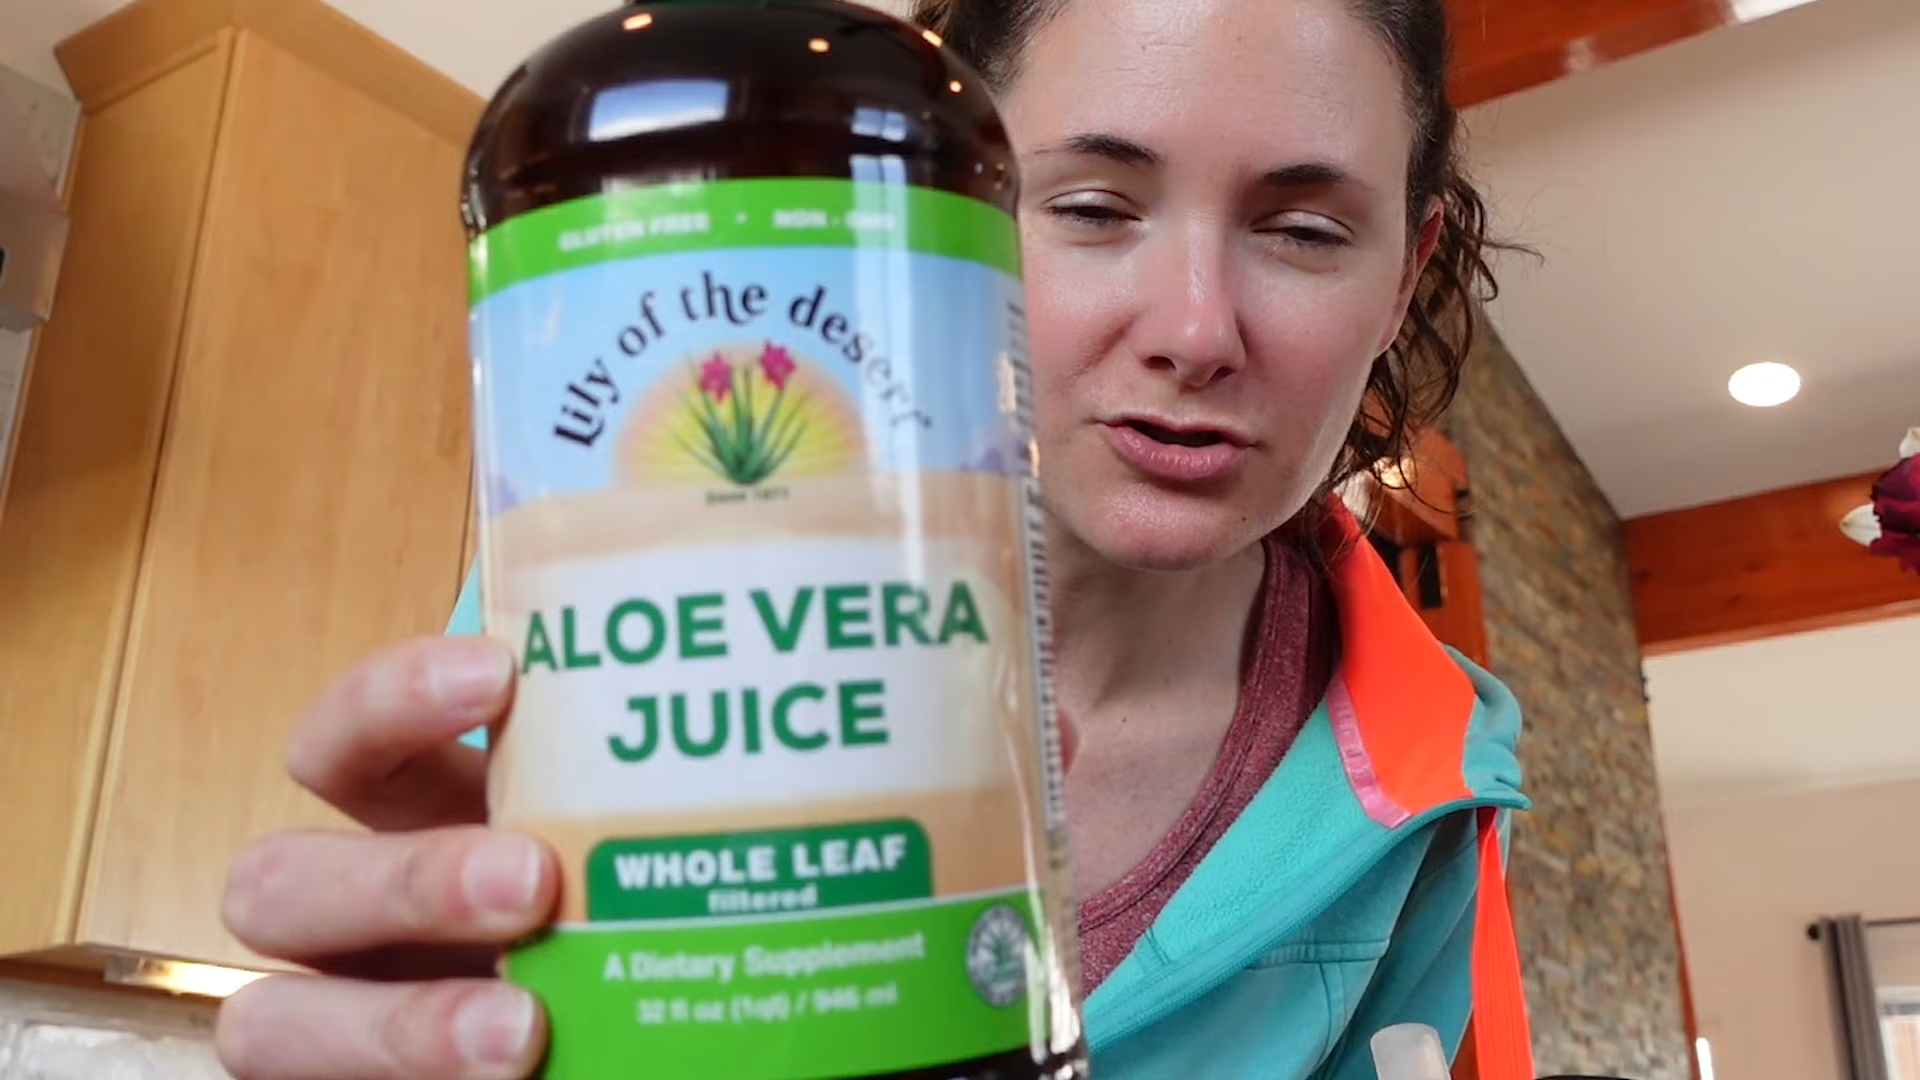 GLUTEN FREE • NON-GMO
Lily of the desert
Since 1971
ALOE VERA
JUICE
WHOLE LEAF
filtered
A Dietary Supplement
32 fl oz (1qt) / 946 ml